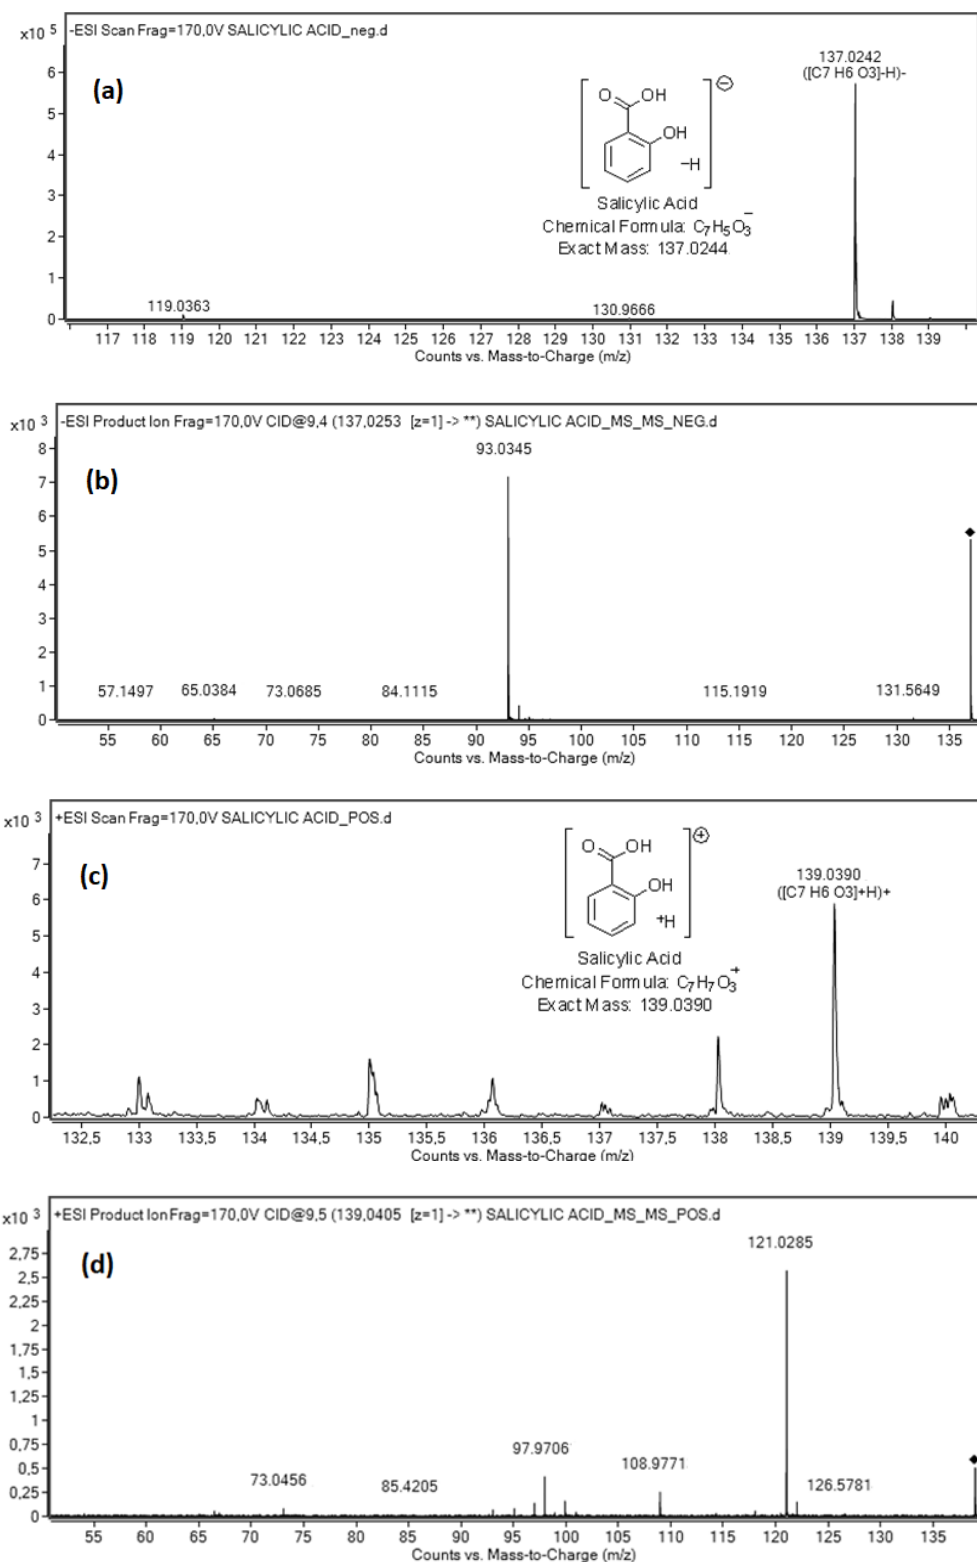 x10 5
-ESI Scan Frag=170,0V SALICYLIC ACID_neg.d
(a)
137.0242
([C7 H6 O3]-H)-
6
5
4
3
2
1
0
O OH
OH
−H
⊖
Salicylic Acid
Chemical Formula: C₇H₅O₃⁻
Exact Mass: 137.0244
119.0363
130.9666
117 118 119 120 121 122 123 124 125 126 127 128 129 130 131 132 133 134 135 136 137 138 139
Counts vs. Mass-to-Charge (m/z)
x10 3
-ESI Product Ion Frag=170,0V CID@9,4 (137,0253 [z=1] -> **) SALICYLIC ACID_MS_MS_NEG.d
(b)
93.0345
8
7
6
5
4
3
2
1
0
57.1497 65.0384 73.0685 84.1115 115.1919 131.5649
55 60 65 70 75 80 85 90 95 100 105 110 115 120 125 130 135
Counts vs. Mass-to-Charge (m/z)
x10 3
+ESI Scan Frag=170,0V SALICYLIC ACID_POS.d
(c)
139.0390
([C7 H6 O3]+H)+
7
6
5
4
3
2
1
0
O OH
OH
+H
⊕
Salicylic Acid
Chemical Formula: C₇H₇O₃⁺
Exact Mass: 139.0390
132,5 133 133,5 134 134,5 135 135,5 136 136,5 137 137,5 138 138,5 139 139,5 140
Counts vs. Mass-to-Charge (m/z)
x10 3
+ESI Product Ion Frag=170,0V CID@9,5 (139,0405 [z=1] -> **) SALICYLIC ACID_MS_MS_POS.d
(d)
121.0285
2,75
2,5
2,25
2
1,75
1,5
1,25
1
0,75
0,5
0,25
0
73.0456 85.4205 97.9706 108.9771 126.5781
55 60 65 70 75 80 85 90 95 100 105 110 115 120 125 130 135
Counts vs. Mass-to-Charge (m/z)